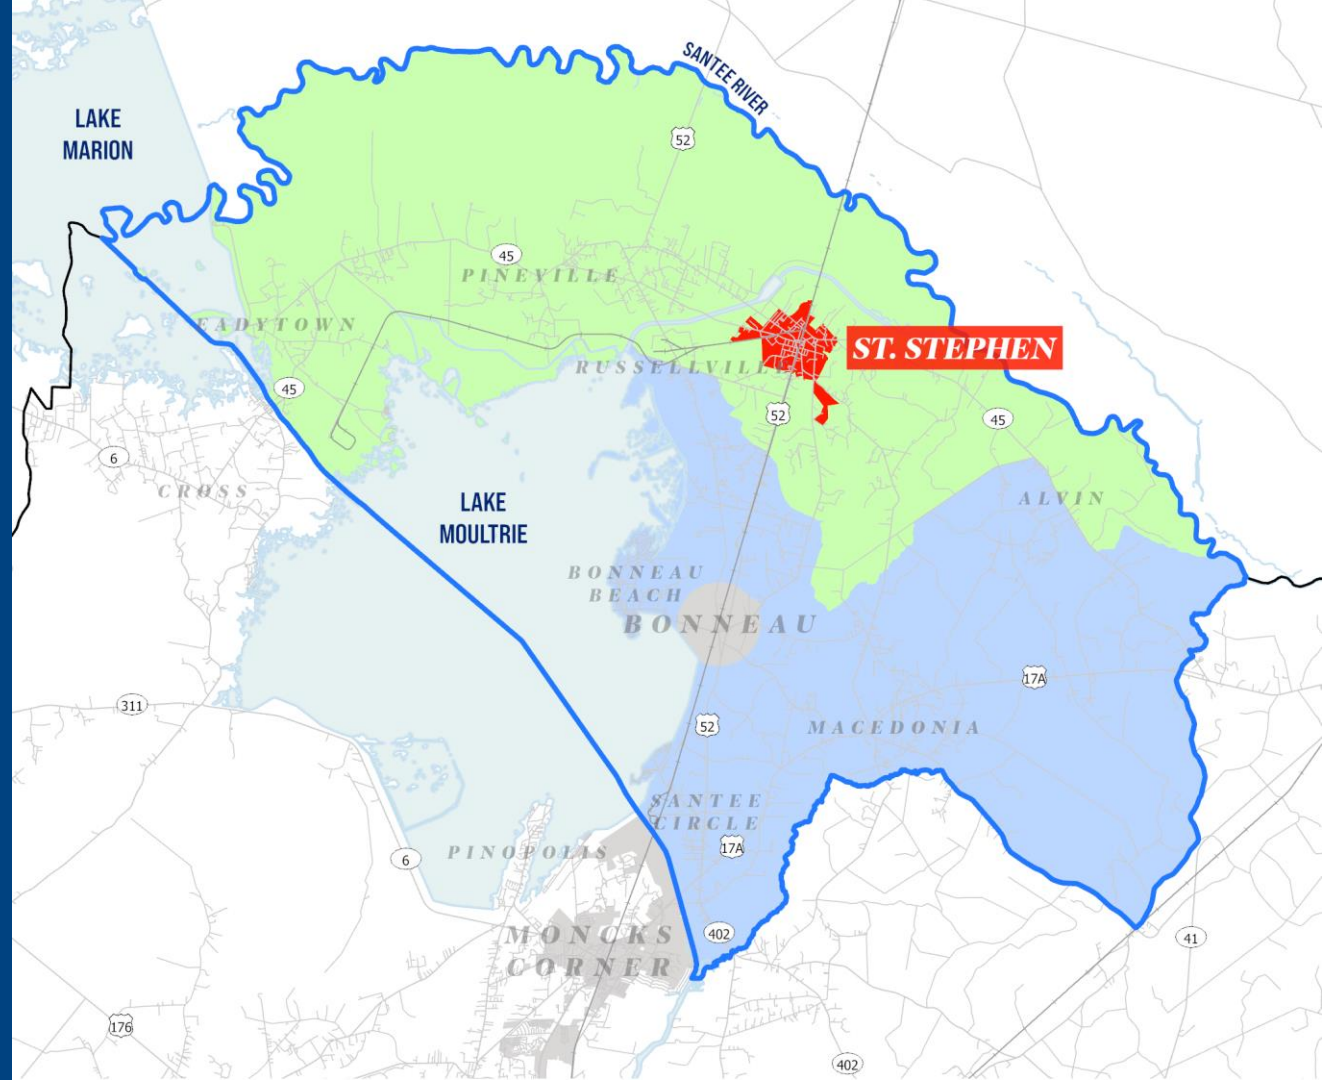 SANTEE RIVER
LAKE
MARION
52
45
PINEVILLE
EADYTOWN
ST. STEPHEN
RUSSELLVILLE
45
52
45
6
CROSS
ALVIN
LAKE
MOULTRIE
BONNEAU
BEACH
BONNEAU
17A
311
52
MACEDONIA
SANTEE
CIRCLE
17A
PINOPOLIS
6
MONCKS
CORNER
402
41
176
402